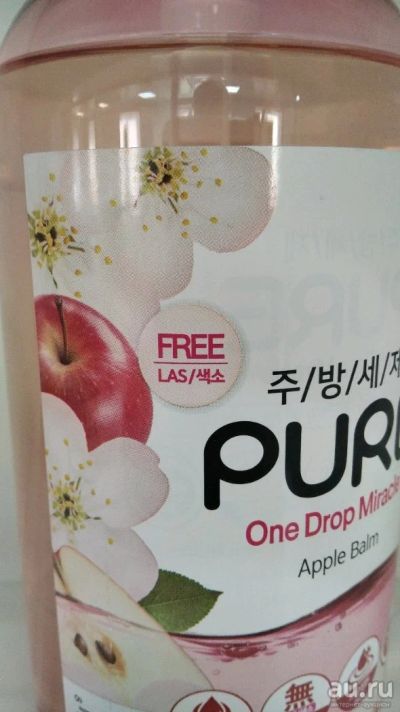 FREE
LAS/색소
주/방/세/제
PURE
One Drop Miracle
Apple Balm
無
au.ru